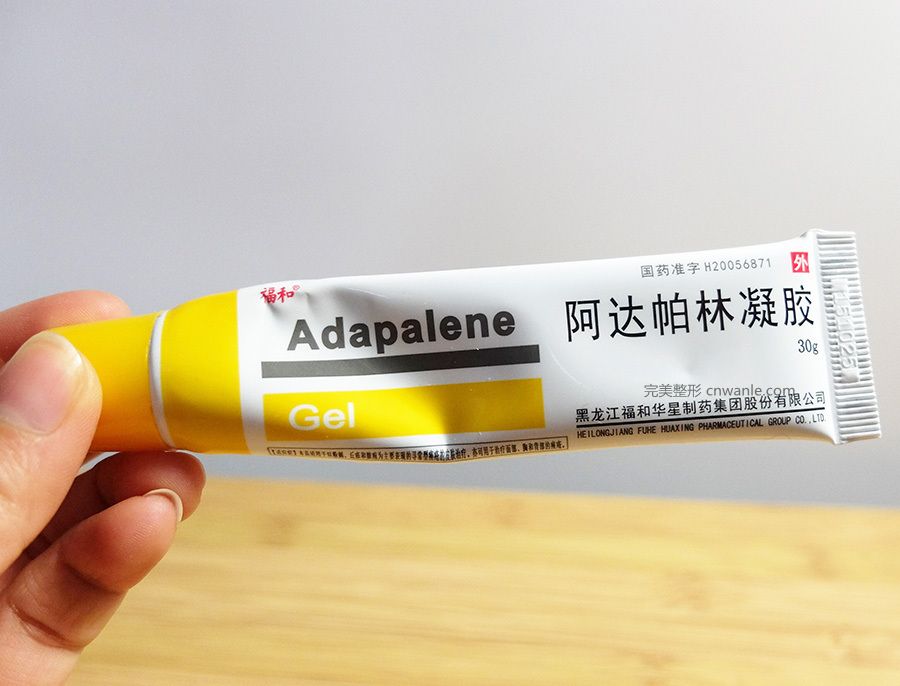 福和®
国药准字H20056871 外
Adapalene
阿达帕林凝胶
30g
Gel
完美整形 cnwanle.com
黑龙江福和华星制药集团股份有限公司
HEILONGJIANG FUHE HUAXING PHARMACEUTICAL GROUP CO., LTD